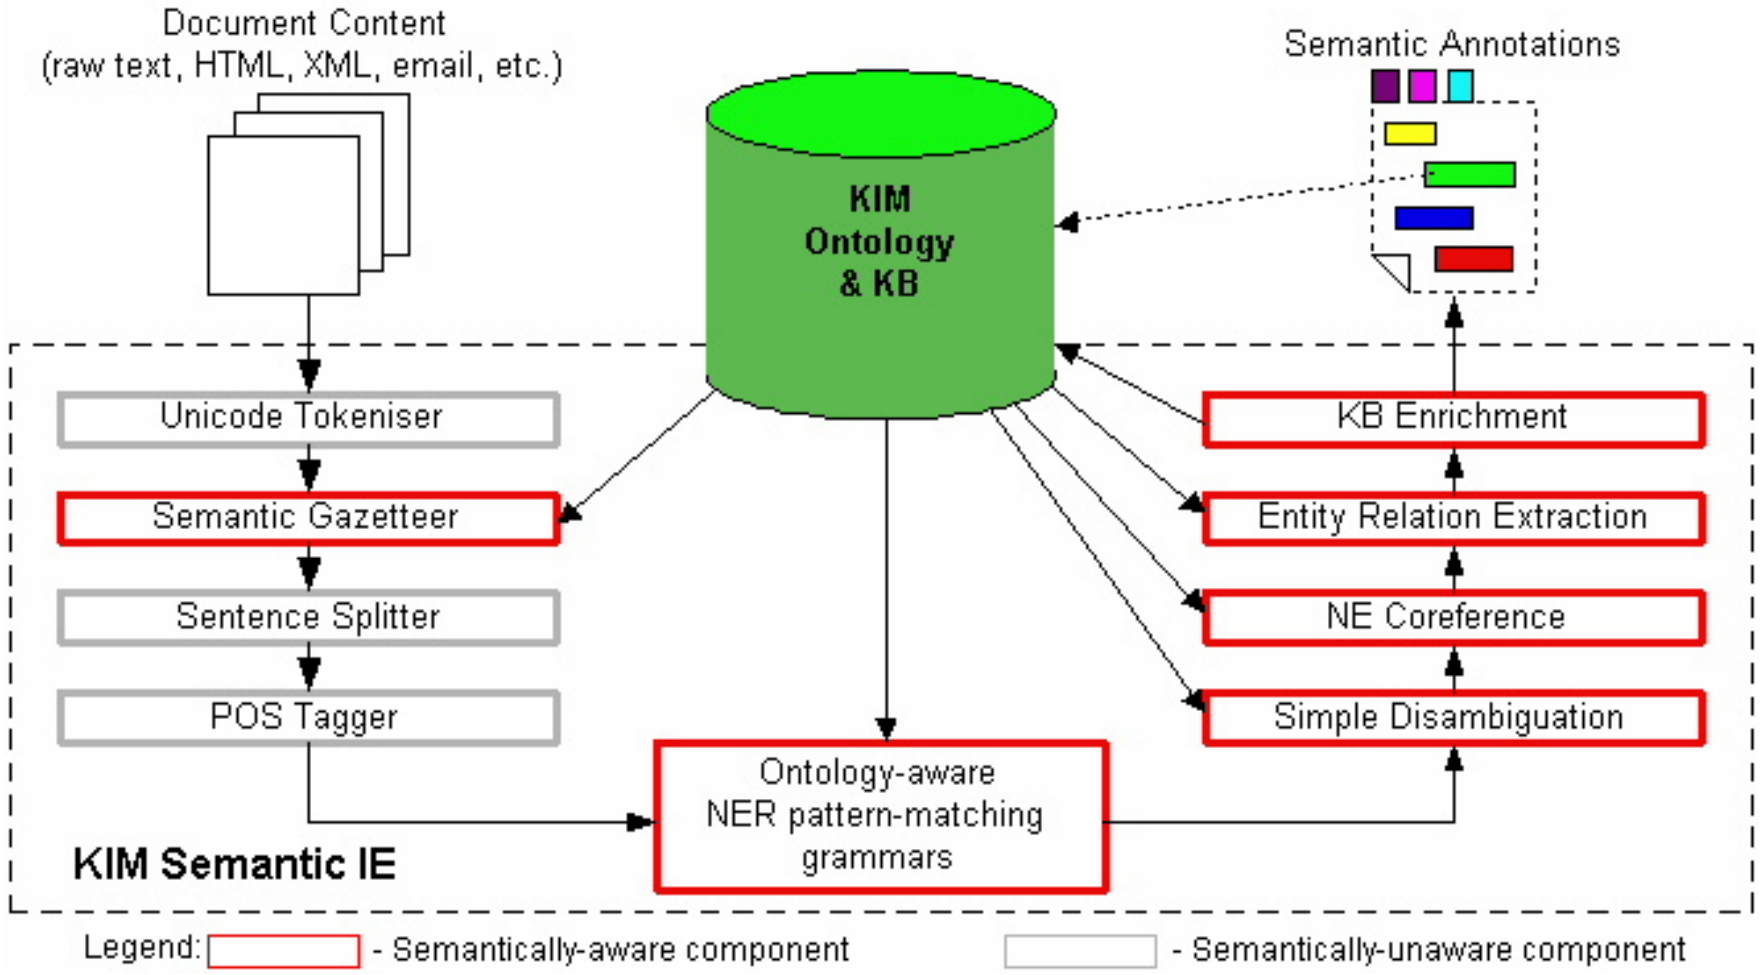 Document Content
(raw text, HTML, XML, email, etc.)
Semantic Annotations
KIM
Ontology
& KB
Unicode Tokeniser
Semantic Gazetteer
Sentence Splitter
POS Tagger
Ontology-aware
NER pattern-matching
grammars
KB Enrichment
Entity Relation Extraction
NE Coreference
Simple Disambiguation
KIM Semantic IE
Legend: - Semantically-aware component - Semantically-unaware component